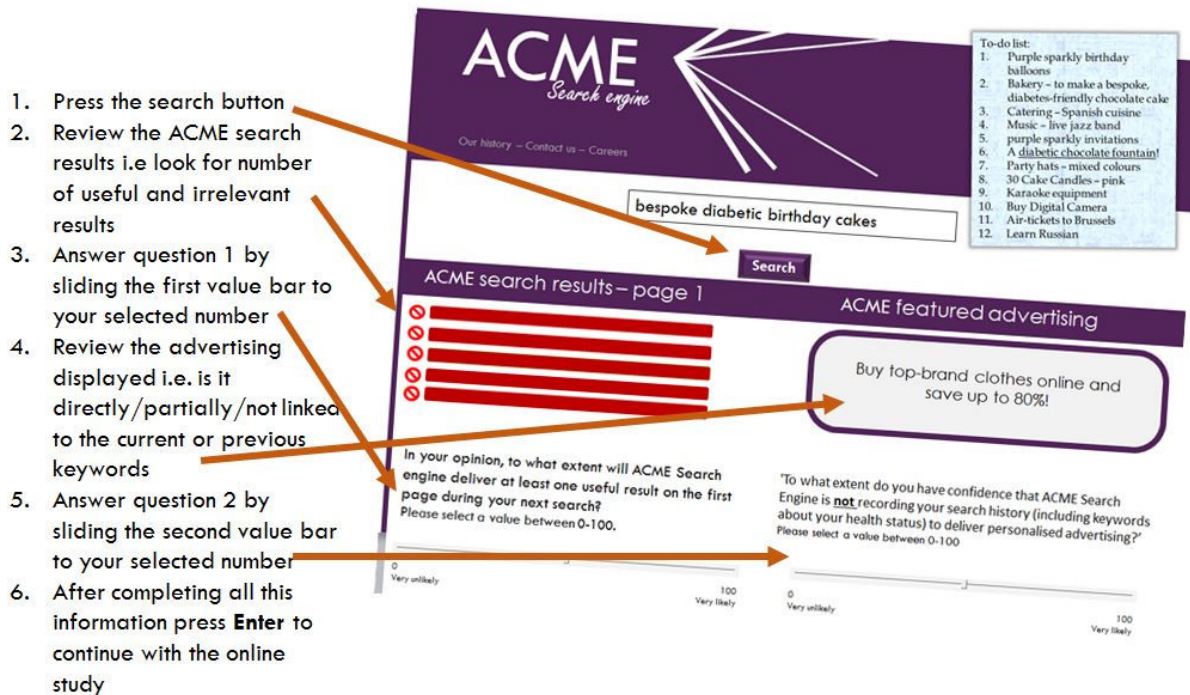 1. Press the search button
2. Review the ACME search
results i.e look for number
of useful and irrelevant
results
3. Answer question 1 by
sliding the first value bar to
your selected number
4. Review the advertising
displayed i.e. is it
directly/partially/not linked
to the current or previous
keywords
5. Answer question 2 by
sliding the second value bar
to your selected number
6. After completing all this
information press Enter to
continue with the online
study
ACME
Search engine
Our history – Contact us – Careers
To-do list:
1. Purple sparkly birthday
balloons
2. Bakery – to make a bespoke,
diabetes-friendly chocolate cake
3. Catering – Spanish cuisine
4. Music – live jazz band
5. purple sparkly invitations
6. A diabetic chocolate fountain!
7. Party hats – mixed colours
8. 30 Cake Candles – pink
9. Karaoke equipment
10. Buy Digital Camera
11. Air-tickets to Brussels
12. Learn Russian
bespoke diabetic birthday cakes
Search
ACME search results – page 1
ACME featured advertising
Buy top-brand clothes online and
save up to 80%!
In your opinion, to what extent will ACME Search
engine deliver at least one useful result on the first
page during your next search?
Please select a value between 0-100.
0
Very unlikely
100
Very likely
'To what extent do you have confidence that ACME Search
Engine is not recording your search history (including keywords
about your health status) to deliver personalised advertising?'
Please select a value between 0-100
0
Very unlikely
100
Very likely